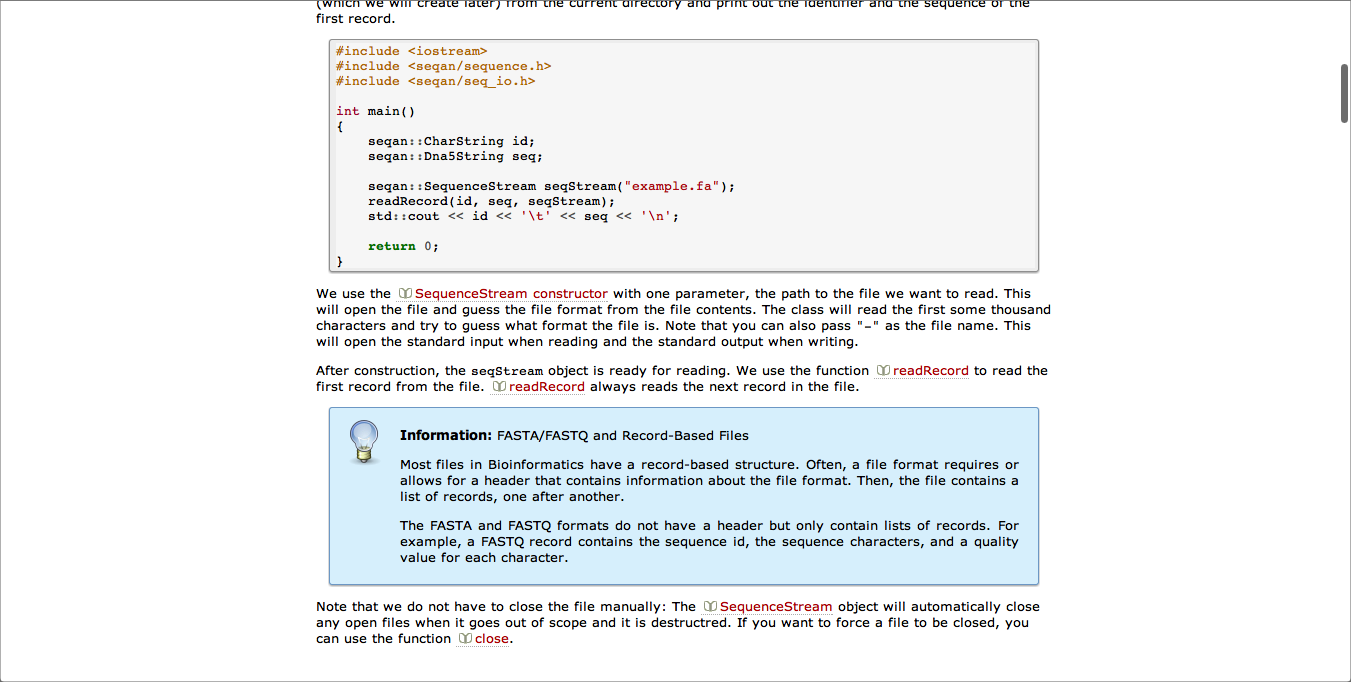 (which we will create later) from the current directory and print out the identifier and the sequence of the
first record.
#include <iostream>
#include <seqan/sequence.h>
#include <seqan/seq_io.h>
int main()
{
    seqan::CharString id;
    seqan::Dna5String seq;
    seqan::SequenceStream seqStream("example.fa");
    readRecord(id, seq, seqStream);
    std::cout << id << '\t' << seq << '\n';
    return 0;
}
We use the SequenceStream constructor with one parameter, the path to the file we want to read. This
will open the file and guess the file format from the file contents. The class will read the first some thousand
characters and try to guess what format the file is. Note that you can also pass "-" as the file name. This
will open the standard input when reading and the standard output when writing.
After construction, the seqStream object is ready for reading. We use the function readRecord to read the
first record from the file. readRecord always reads the next record in the file.
Information: FASTA/FASTQ and Record-Based Files
Most files in Bioinformatics have a record-based structure. Often, a file format requires or
allows for a header that contains information about the file format. Then, the file contains a
list of records, one after another.
The FASTA and FASTQ formats do not have a header but only contain lists of records. For
example, a FASTQ record contains the sequence id, the sequence characters, and a quality
value for each character.
Note that we do not have to close the file manually: The SequenceStream object will automatically close
any open files when it goes out of scope and it is destructred. If you want to force a file to be closed, you
can use the function close.